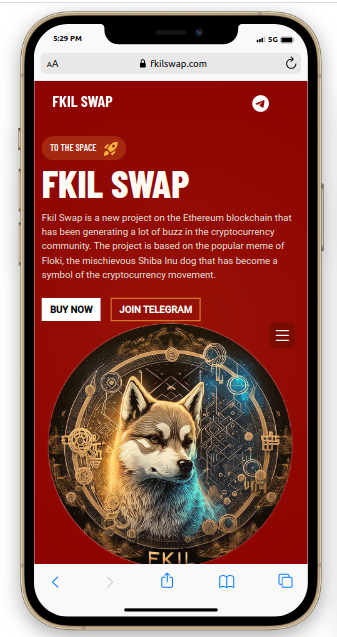 5:29 PM
5G
AA
fkilswap.com
FKIL SWAP
TO THE SPACE
FKIL SWAP
Fkil Swap is a new project on the Ethereum blockchain that
has been generating a lot of buzz in the cryptocurrency
community. The project is based on the popular meme of
Floki, the mischievous Shiba Inu dog that has become a
symbol of the cryptocurrency movement.
BUY NOW
JOIN TELEGRAM
FKIL